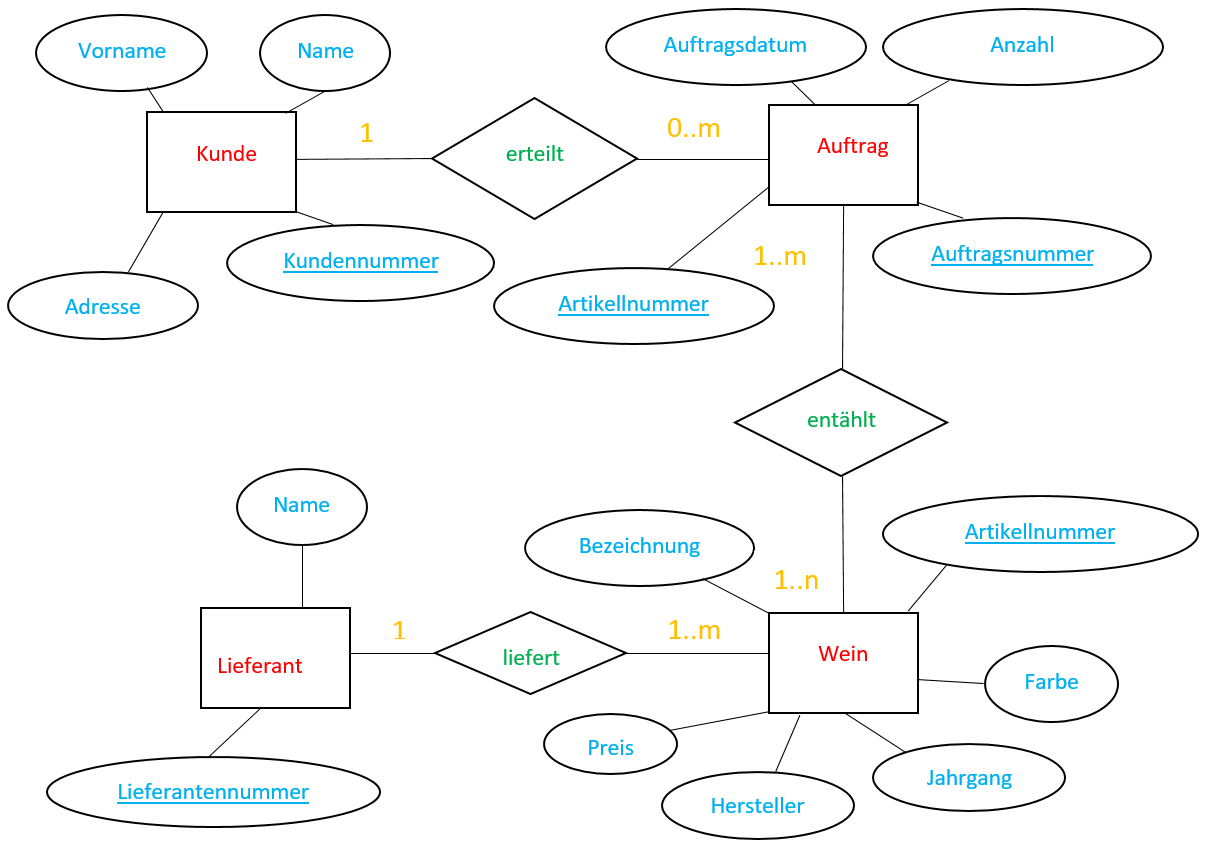 Vorname
Name
Auftragsdatum
Anzahl
Kunde
1
erteilt
0..m
Auftrag
Adresse
Kundennummer
Artikellnummer
1..m
Auftragsnummer
entählt
Name
Bezeichnung
1..n
Artikellnummer
Lieferant
1
liefert
1..m
Wein
Farbe
Preis
Lieferantennummer
Hersteller
Jahrgang